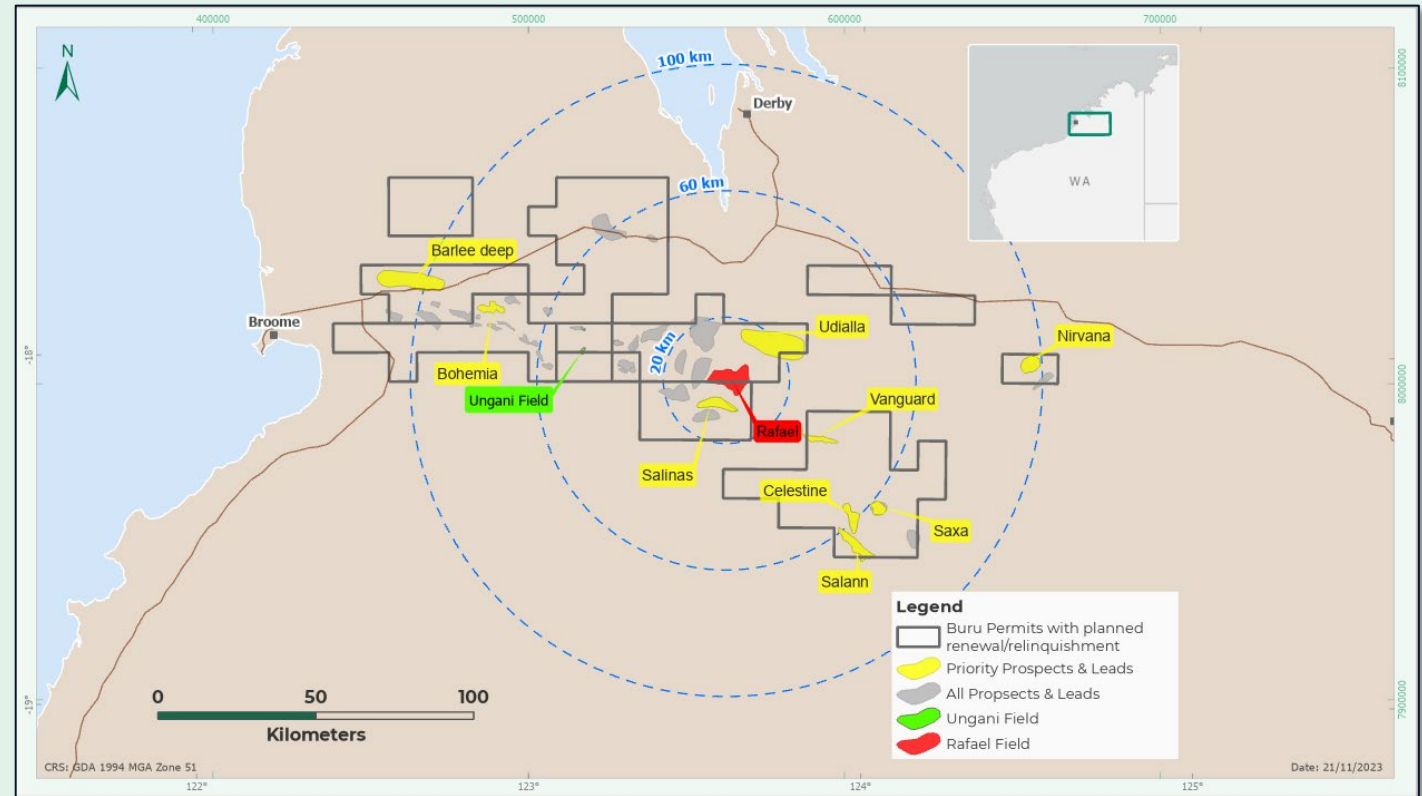 400000
500000
600000
700000
N
100 km
Derby
8100000
WA
60 km
Barlee deep
Broome
Udialla
Nirvana
-18°
20 km
Bohemia
8000000
Ungani Field
Vanguard
Rafael
Salinas
Celestine
Saxa
Salann
Legend
Buru Permits with planned
renewal/relinquishment
Priority Prospects & Leads
All Propsects & Leads
Ungani Field
Rafael Field
-19°
7900000
0
50
100
Kilometers
CRS: GDA 1994 MGA Zone 51
Date: 21/11/2023
122°
123°
124°
125°